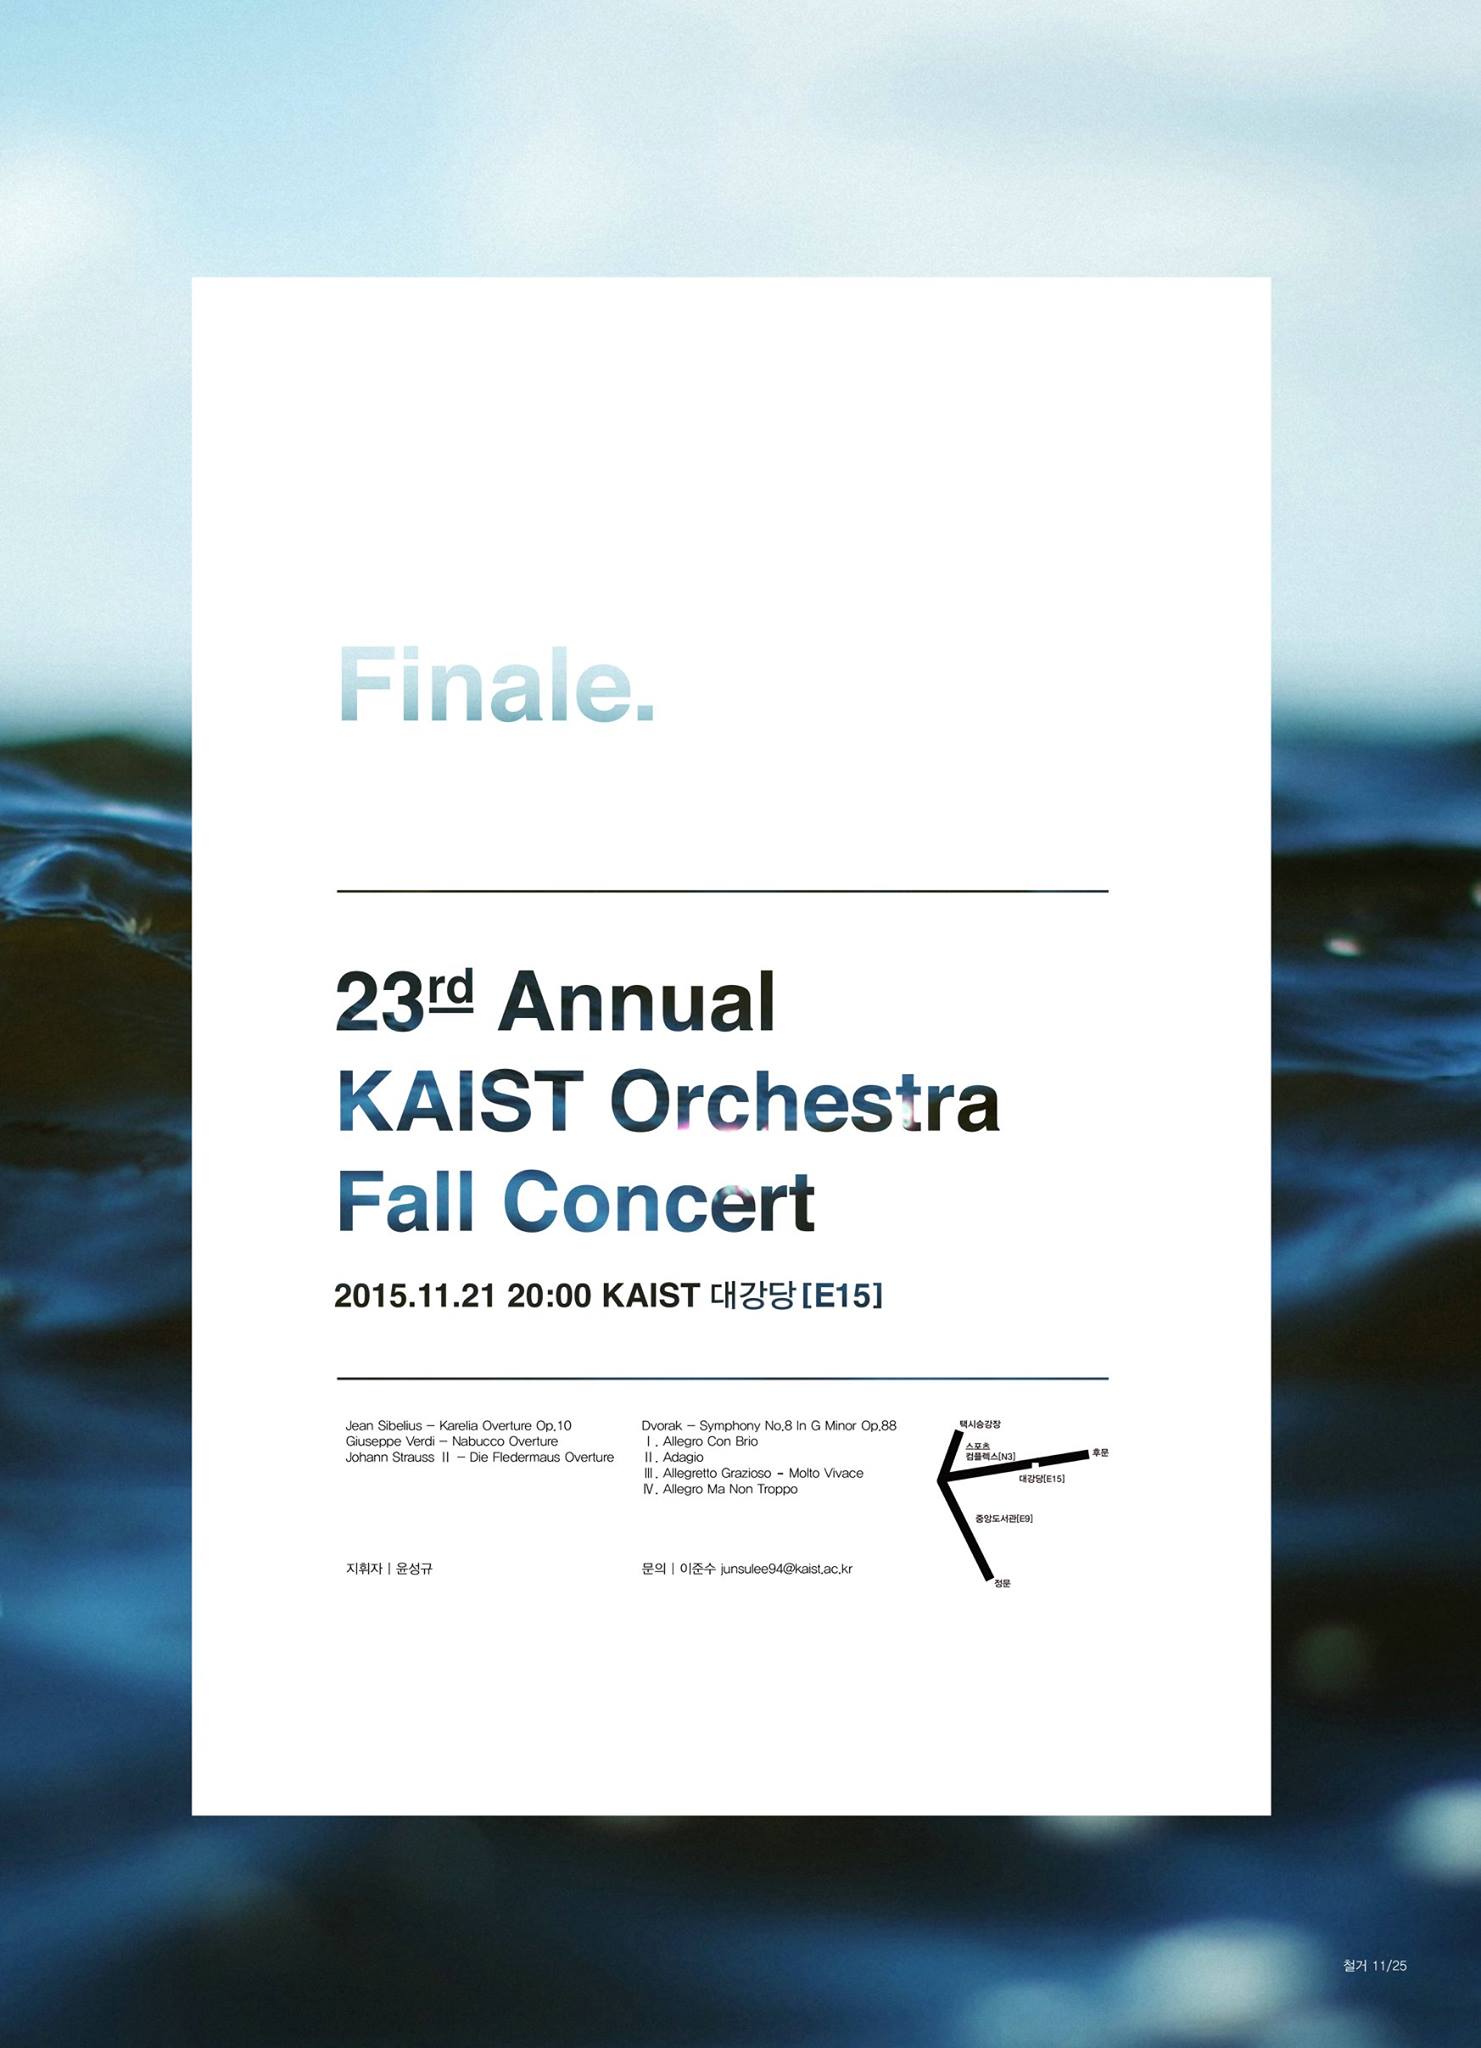 Finale.
23rd Annual
KAIST Orchestra
Fall Concert
2015.11.21 20:00 KAIST 대강당[E15]
Jean Sibelius – Karelia Overture Op.10
Giuseppe Verdi – Nabucco Overture
Johann Strauss Ⅱ – Die Fledermaus Overture
지휘자 | 윤성규
Dvorak – Symphony No.8 In G Minor Op.88
Ⅰ. Allegro Con Brio
Ⅱ. Adagio
Ⅲ. Allegretto Grazioso - Molto Vivace
Ⅳ. Allegro Ma Non Troppo
문의 | 이준수 junsulee94@kaist.ac.kr
택시승강장
스포츠
컴플렉스[N3]
후문
대강당[E15]
중앙도서관[E9]
정문
철거 11/25